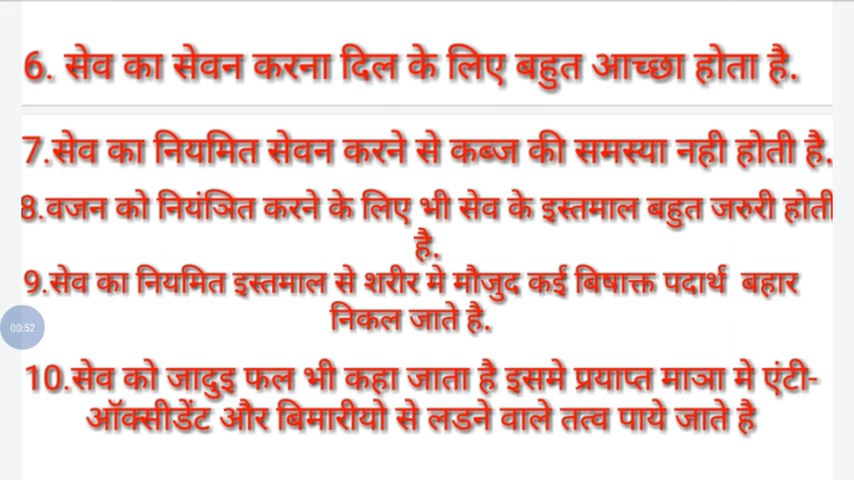 6. सेव का सेवन करना दिल के लिए बहुत आच्छा होता है.
7.सेव का नियमित सेवन करने से कब्ज की समस्या नही होती है.
8.वजन को नियंञित करने के लिए भी सेव के इस्तमाल बहुत जरुरी होती
है.
9.सेव का नियमित इस्तमाल से शरीर मे मौजुद कई बिषाक्त पदार्थ बहार
00:52
निकल जाते है.
10.सेव को जादुइ फल भी कहा जाता है इसमे प्रयाप्त माञा मे एंटी-
ऑक्सीडेंट और बिमारीयो से लडने वाले तत्व पाये जाते है